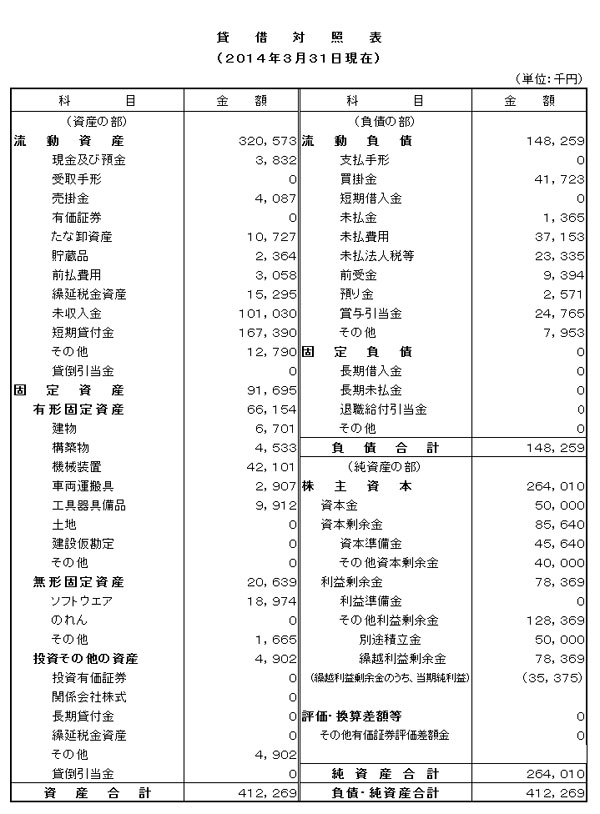 貸借対照表
（２０１４年３月３１日現在）
（単位：千円）
科目 金額 科目 金額
（資産の部） （負債の部）
流動資産 320,573 流動負債 148,259
現金及び預金 3,832 支払手形 0
受取手形 0 買掛金 41,723
売掛金 4,087 短期借入金 0
有価証券 0 未払金 1,365
たな卸資産 10,727 未払費用 37,153
貯蔵品 2,364 未払法人税等 23,335
前払費用 3,058 前受金 9,394
繰延税金資産 15,295 預り金 2,571
未収入金 101,030 賞与引当金 24,765
短期貸付金 167,390 その他 7,953
その他 12,790 固定負債 0
貸倒引当金 0 長期借入金 0
固定資産 91,695 長期未払金 0
有形固定資産 66,154 退職給付引当金 0
建物 6,701 その他 0
構築物 4,533 負債合計 148,259
機械装置 42,101 （純資産の部）
車両運搬具 2,907 株主資本 264,010
工具器具備品 9,912 資本金 50,000
土地 0 資本剰余金 85,640
建設仮勘定 0 資本準備金 45,640
その他 0 その他資本剰余金 40,000
無形固定資産 20,639 利益剰余金 78,369
ソフトウエア 18,974 利益準備金 0
のれん 0 その他利益剰余金 128,369
その他 1,665 別途積立金 50,000
投資その他の資産 4,902 繰越利益剰余金 78,369
投資有価証券 0 （繰越利益剰余金のうち、当期純利益） （35,375）
関係会社株式 0
長期貸付金 0 評価・換算差額等 0
繰延税金資産 0 その他有価証券評価差額金 0
その他 4,902
貸倒引当金 0 純資産合計 264,010
資産合計 412,269 負債・純資産合計 412,269